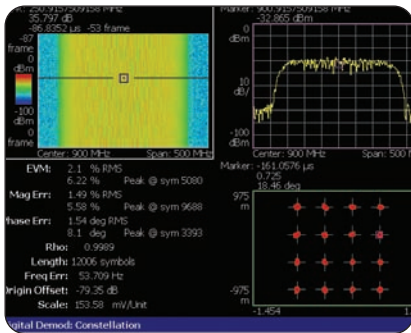 250.9157509158 MHz
35.797 dB
-86.8352 µs -53 frame
-87
frame
0
dBm
-100
dBm
0
frame
Center: 900 MHz Span: 500 MHz
Marker: 900.9157509158 MHz
-32.865 dBm
0
dBm
10
dB/
-100
dBm
Center: 900 MHz Span: 500 M
EVM: 2.1 % RMS
6.22 % Peak @ sym 5080
Mag Err: 1.49 % RMS
5.58 % Peak @ sym 9688
hase Err: 1.54 deg RMS
8.1 deg Peak @ sym 3393
Rho: 0.9989
Length: 12006 symbols
Freq Err: 53.709 Hz
Origin Offset: -79.35 dB
Scale: 153.58 mV/Unit
Marker: -161.0576 µs
0.725
18.46 deg
975
m
-975
m
-1.454
igital Demod: Constellation